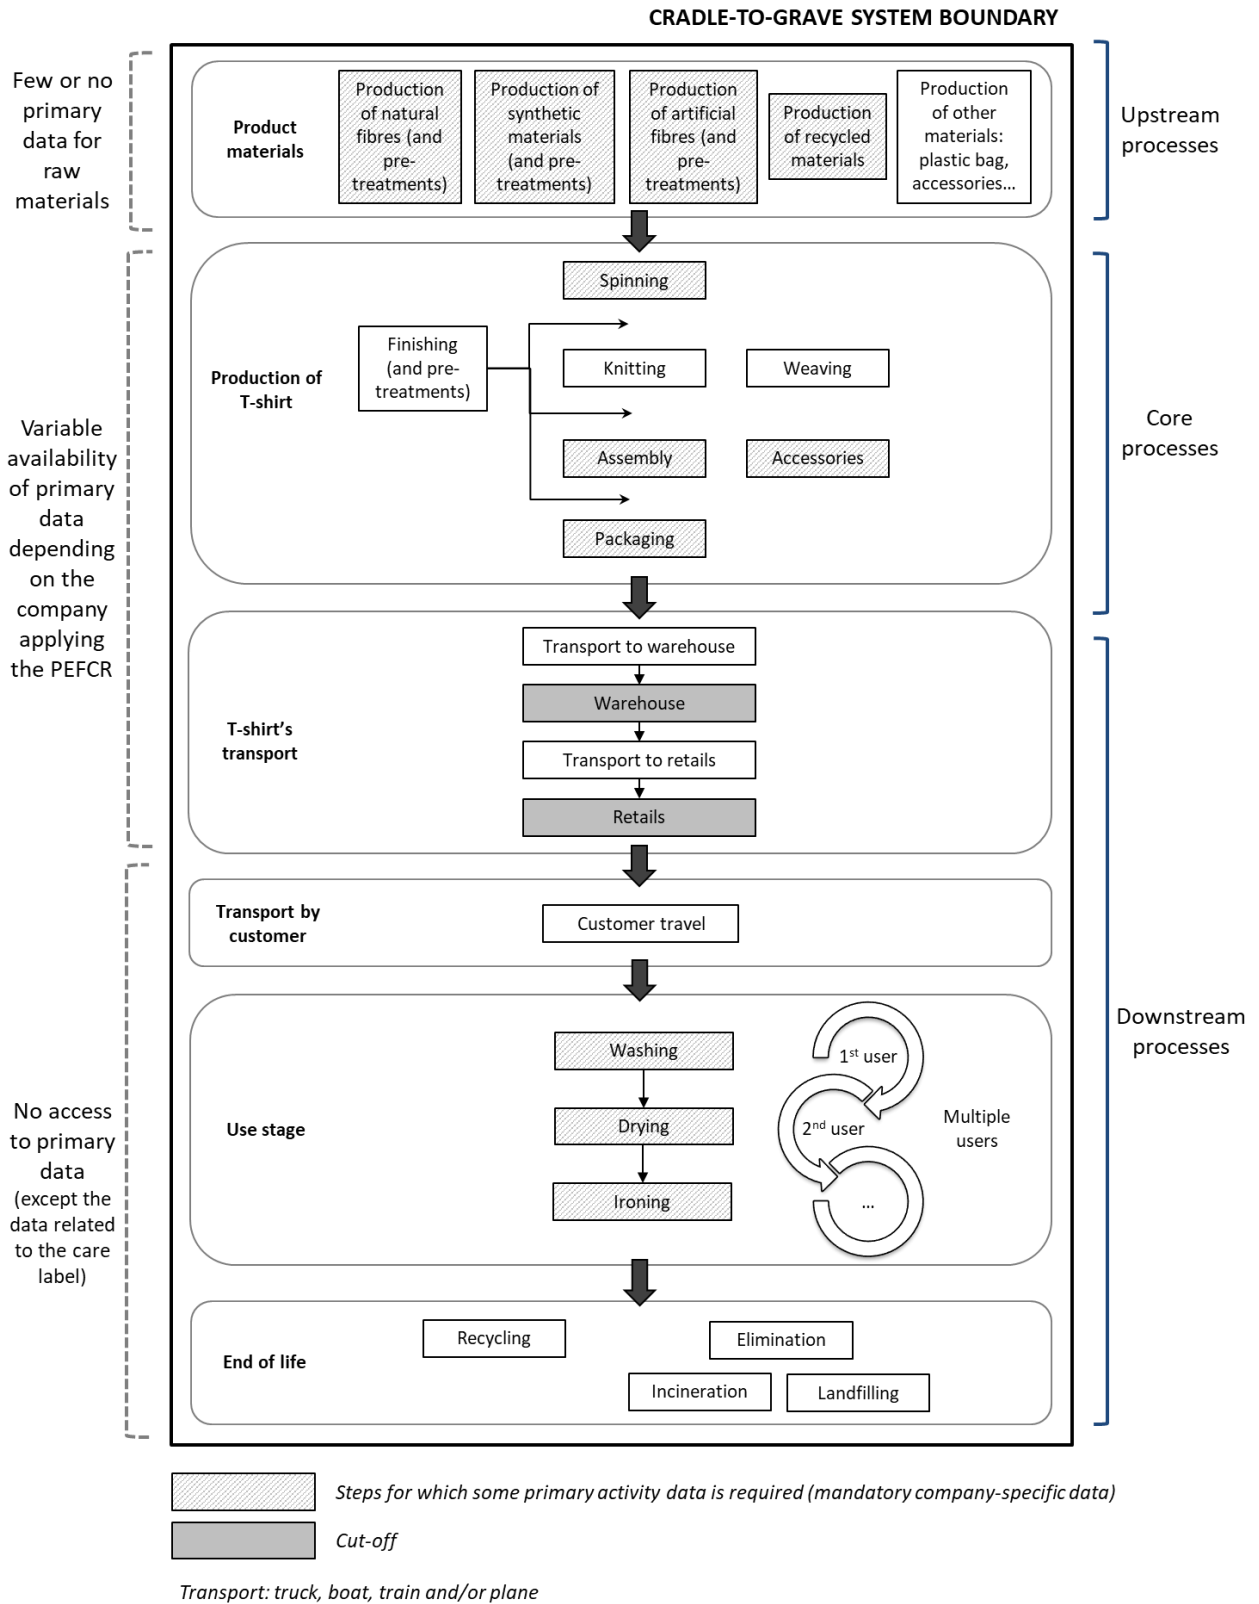 CRADLE-TO-GRAVE SYSTEM BOUNDARY
Few or no
primary
data for
raw
materials
Product
materials
Production
of natural
fibres (and
pre-
treatments)
Production of
synthetic
materials
(and pre-
treatments)
Production
of artificial
fibres (and
pre-
treatments)
Production
of recycled
materials
Production
of other
materials:
plastic bag,
accessories...
Upstream
processes
Variable
availability
of primary
data
depending
on the
company
applying
the PEFCR
Production of
T-shirt
Spinning
Finishing
(and pre-
treatments)
Knitting
Weaving
Assembly
Accessories
Packaging
Core
processes
T-shirt's
transport
Transport to warehouse
Warehouse
Transport to retails
Retails
Transport by
customer
Customer travel
No access
to primary
data
(except the
data related
to the care
label)
Use stage
Washing
Drying
Ironing
1st user
2nd user
...
Multiple
users
Downstream
processes
End of life
Recycling
Elimination
Incineration
Landfilling
Steps for which some primary activity data is required (mandatory company-specific data)
Cut-off
Transport: truck, boat, train and/or plane